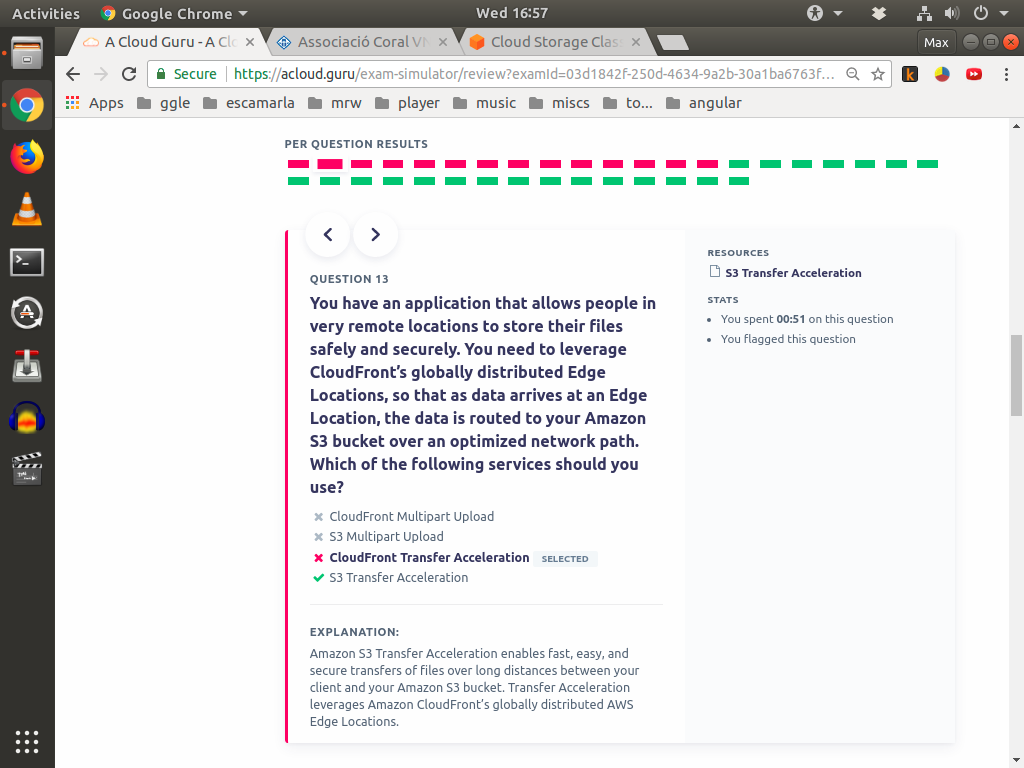 Activities
Google Chrome
Wed 16:57
A Cloud Guru - A Clo
Associació Coral VN
Cloud Storage Class
Max
Secure
https://acloud.guru/exam-simulator/review?examId=03d1842f-250d-4634-9a2b-30a1ba6763f...
Apps
ggle
escamarla
mrw
player
music
miscs
to...
angular
PER QUESTION RESULTS
QUESTION 13
You have an application that allows people in
very remote locations to store their files
safely and securely. You need to leverage
CloudFront’s globally distributed Edge
Locations, so that as data arrives at an Edge
Location, the data is routed to your Amazon
S3 bucket over an optimized network path.
Which of the following services should you
use?
CloudFront Multipart Upload
S3 Multipart Upload
CloudFront Transfer Acceleration SELECTED
S3 Transfer Acceleration
EXPLANATION:
Amazon S3 Transfer Acceleration enables fast, easy, and
secure transfers of files over long distances between your
client and your Amazon S3 bucket. Transfer Acceleration
leverages Amazon CloudFront’s globally distributed AWS
Edge Locations.
RESOURCES
S3 Transfer Acceleration
STATS
You spent 00:51 on this question
You flagged this question